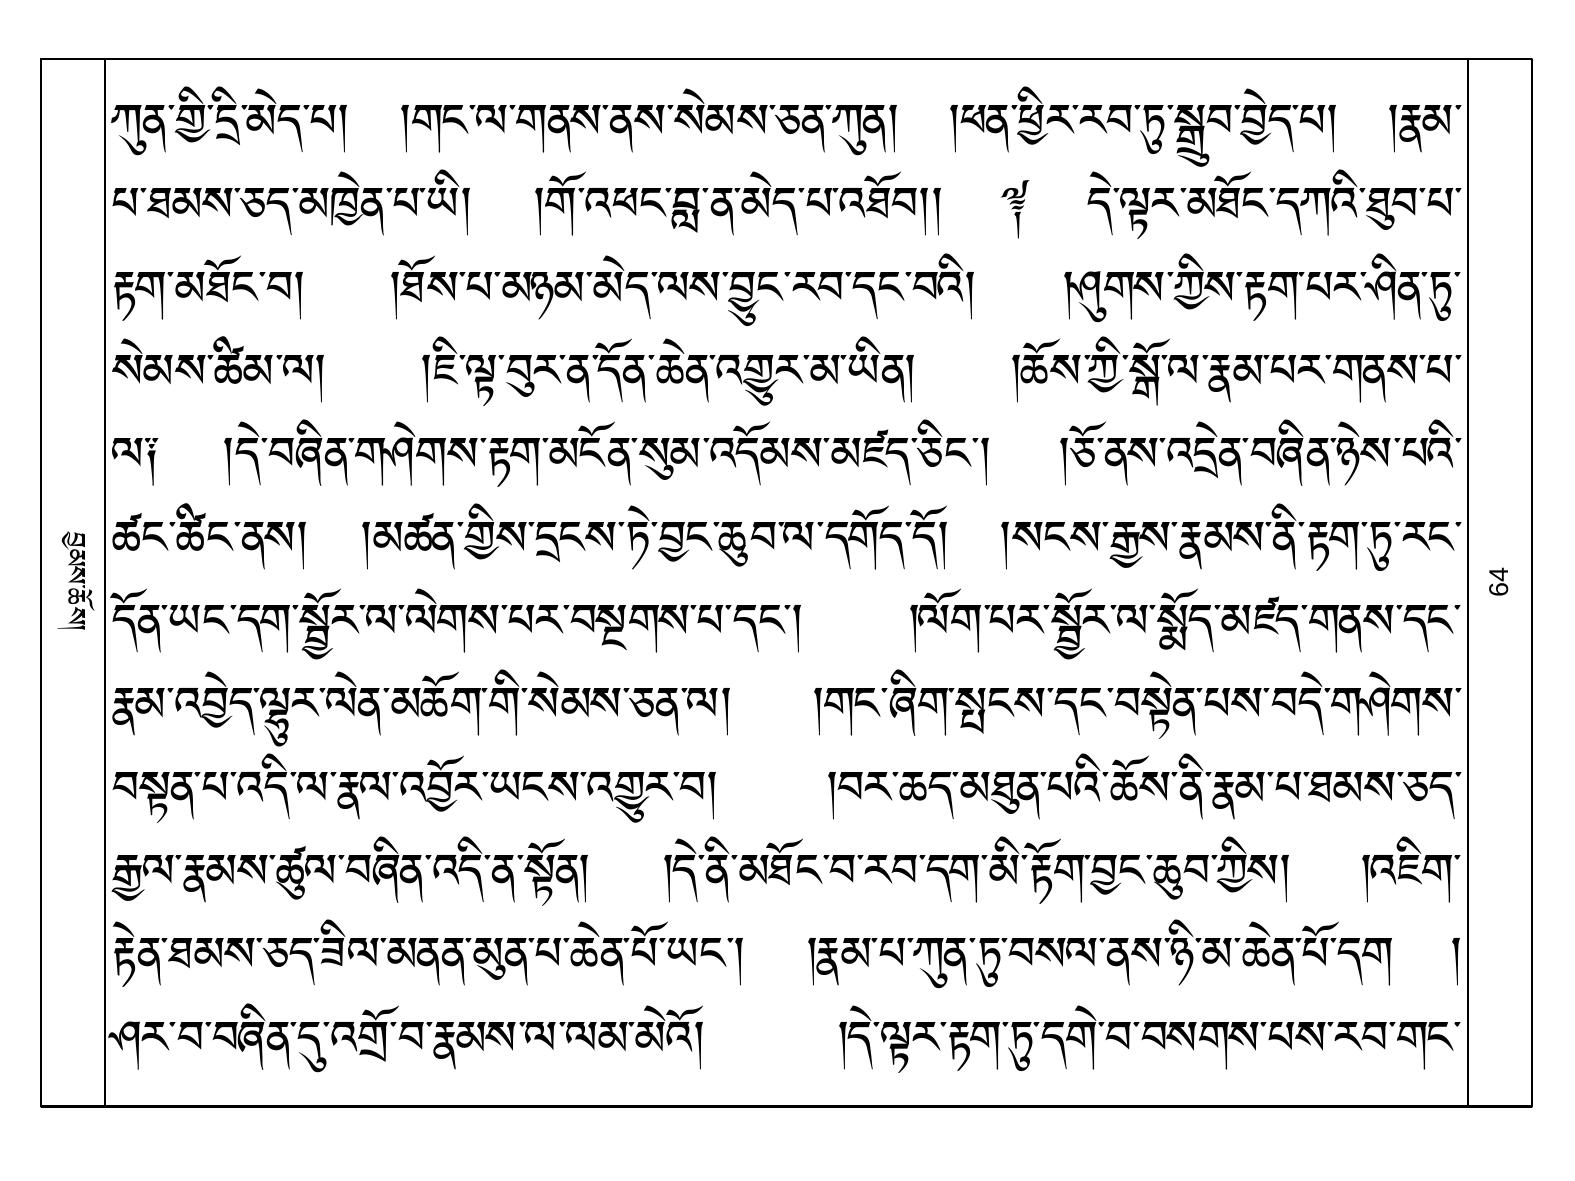 ཀུན་གྱི་དྲི་མེད་པ། །གང་ལ་གནས་ནས་སེམས་ཅན་ཀུན། །ཕན་ཕྱིར་རབ་ཏུ་སྒྲུབ་བྱེད་པ། །རྣམ་
པ་ཐམས་ཅད་མཁྱེན་པ་ཡི། །གོ་འཕང་བླ་ན་མེད་པ་འཐོབ།། ༈ དེ་ལྟར་མཐོང་དཀའི་ཐུབ་པ་
རྟག་མཐོང་བ། །ཐོས་པ་མཉམ་མེད་ལས་བྱུང་རབ་དང་བའི། །ཤུགས་ཀྱིས་རྟག་པར་ཤིན་ཏུ་
སེམས་ཚིམ་ལ། །ཇི་ལྟ་བུར་ན་དོན་ཆེན་འགྱུར་མ་ཡིན། །ཆོས་ཀྱི་སྒོ་ལ་རྣམ་པར་གནས་པ་
ལ༑ །དེ་བཞིན་གཤེགས་རྟག་མངོན་སུམ་འདོམས་མཛད་ཅིང་། །ཅོ་ནས་འདྲེན་བཞིན་ཉེས་པའི་
ཚང་ཚིང་ནས། །མཚན་གྱིས་དྲངས་ཏེ་བྱང་ཆུབ་ལ་དགོད་དོ། །སངས་རྒྱས་རྣམས་ནི་རྟག་ཏུ་རང་
དོན་ཡང་དག་སྦྱོར་ལ་ལེགས་པར་བསྔགས་པ་དང་། །ལོག་པར་སྦྱོར་ལ་སྨོད་མཛད་གནས་དང་
རྣམ་འབྱེད་ལྷུར་ལེན་མཆོག་གི་སེམས་ཅན་ལ། །གང་ཞིག་སྤངས་དང་བསྟེན་པས་བདེ་གཤེགས་
བསྟན་པ་འདི་ལ་རྣལ་འབྱོར་ཡངས་འགྱུར་བ། །བར་ཆད་མཐུན་པའི་ཆོས་ནི་རྣམ་པ་ཐམས་ཅད་
རྒྱལ་རྣམས་ཚུལ་བཞིན་འདི་ན་སྟོན། །དེ་ནི་མཐོང་བ་རབ་དག་མི་རྟོག་བྱང་ཆུབ་ཀྱིས། །འཇིག་
རྟེན་ཐམས་ཅད་ཟིལ་མནན་མུན་པ་ཆེན་པོ་ཡང་། །རྣམ་པ་ཀུན་ཏུ་བསལ་ནས་ཉི་མ་ཆེན་པོ་དག །
ཤར་བ་བཞིན་དུ་འགྲོ་བ་རྣམས་ལ་ལམ་མེའོ། །དེ་ལྟར་རྟག་ཏུ་དགེ་བ་བསགས་པས་རབ་གང་
བྱམས་ཆོས།
64